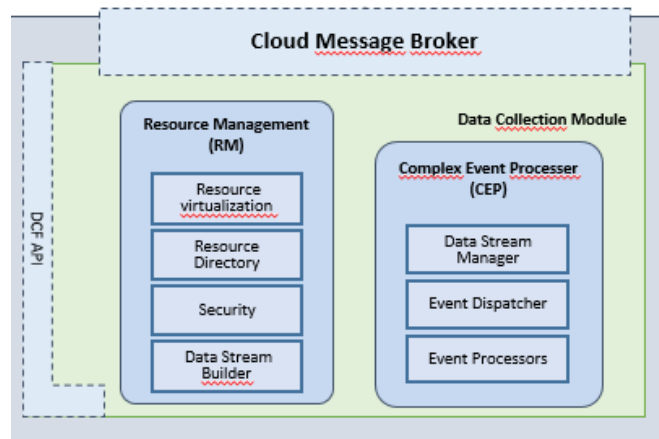 Cloud Message Broker
Data Collection Module
Resource Management
(RM)
Resource
virtualization
Resource
Directory
Security
Data Stream
Builder
Complex Event Processer
(CEP)
Data Stream
Manager
Event Dispatcher
Event Processors
DCF API